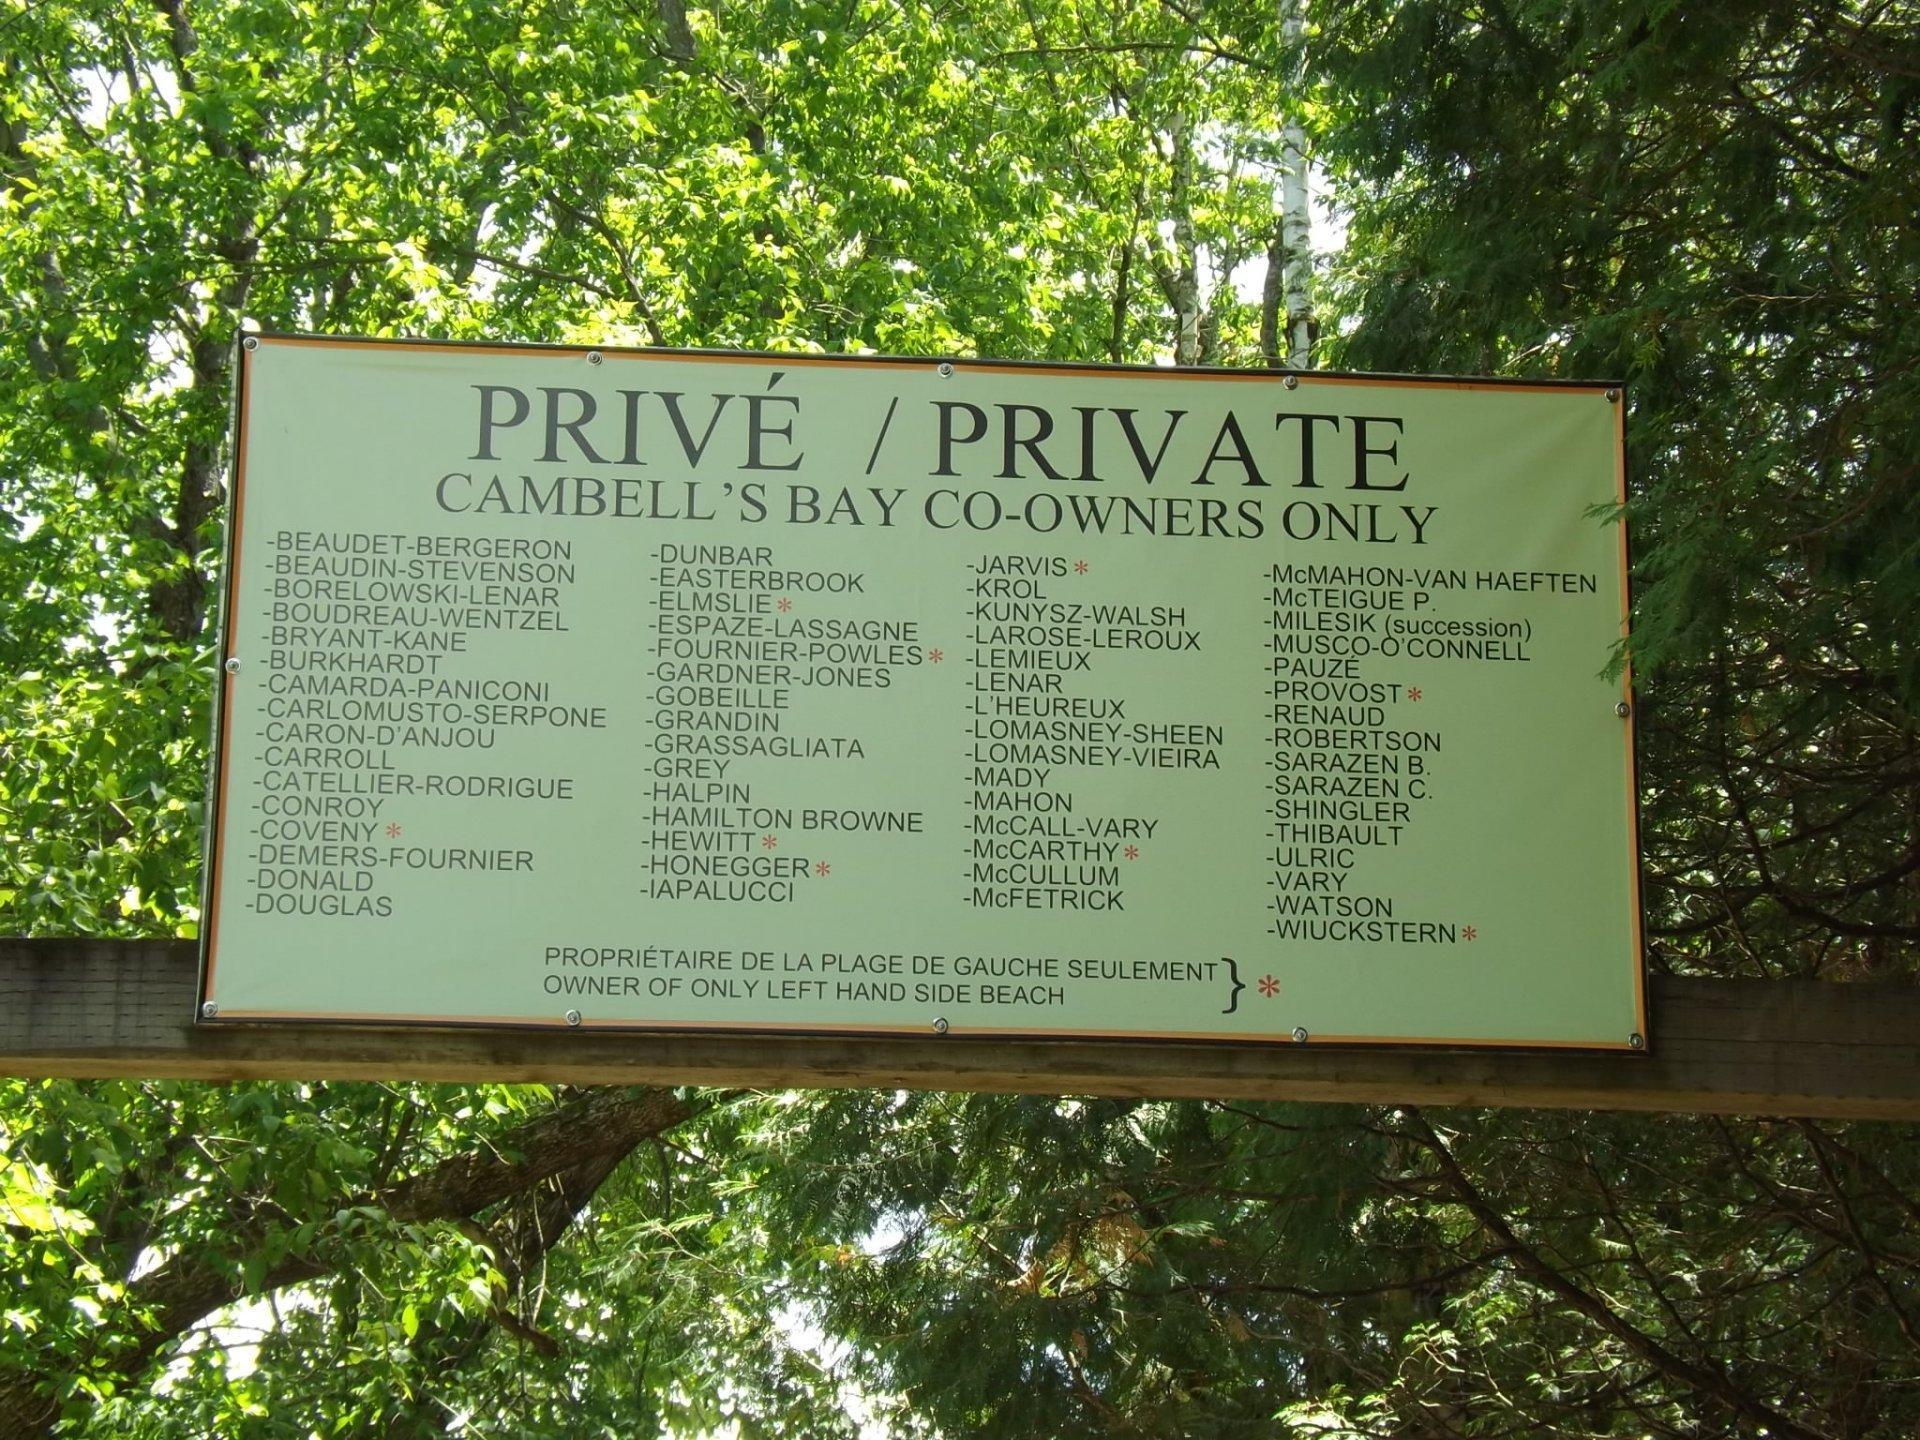 PRIVÉ / PRIVATE
CAMBELL'S BAY CO-OWNERS ONLY
-BEAUDET-BERGERON
-BEAUDIN-STEVENSON
-BORELOWSKI-LENAR
-BOUDREAU-WENTZEL
-BRYANT-KANE
-BURKHARDT
-CAMARDA-PANICONI
-CARLOMUSTO-SERPONE
-CARON-D'ANJOU
-CARROLL
-CATELLIER-RODRIGUE
-CONROY
-COVENY *
-DEMERS-FOURNIER
-DONALD
-DOUGLAS
-DUNBAR
-EASTERBROOK
-ELMSLIE *
-ESPAZE-LASSAGNE
-FOURNIER-POWLES *
-GARDNER-JONES
-GOBEILLE
-GRANDIN
-GRASSAGLIATA
-GREY
-HALPIN
-HAMILTON BROWNE
-HEWITT *
-HONEGGER *
-IAPALUCCI
-JARVIS *
-KROL
-KUNYSZ-WALSH
-LAROSE-LEROUX
-LEMIEUX
-LENAR
-L'HEUREUX
-LOMASNEY-SHEEN
-LOMASNEY-VIEIRA
-MADY
-MAHON
-McCALL-VARY
-McCARTHY *
-McCULLUM
-McFETRICK
-McMAHON-VAN HAEFTEN
-McTEIGUE P.
-MILESIK (succession)
-MUSCO-O'CONNELL
-PAUZÉ
-PROVOST *
-RENAUD
-ROBERTSON
-SARAZEN B.
-SARAZEN C.
-SHINGLER
-THIBAULT
-ULRIC
-VARY
-WATSON
-WIUCKSTERN *
PROPRIÉTAIRE DE LA PLAGE DE GAUCHE SEULEMENT
OWNER OF ONLY LEFT HAND SIDE BEACH } *